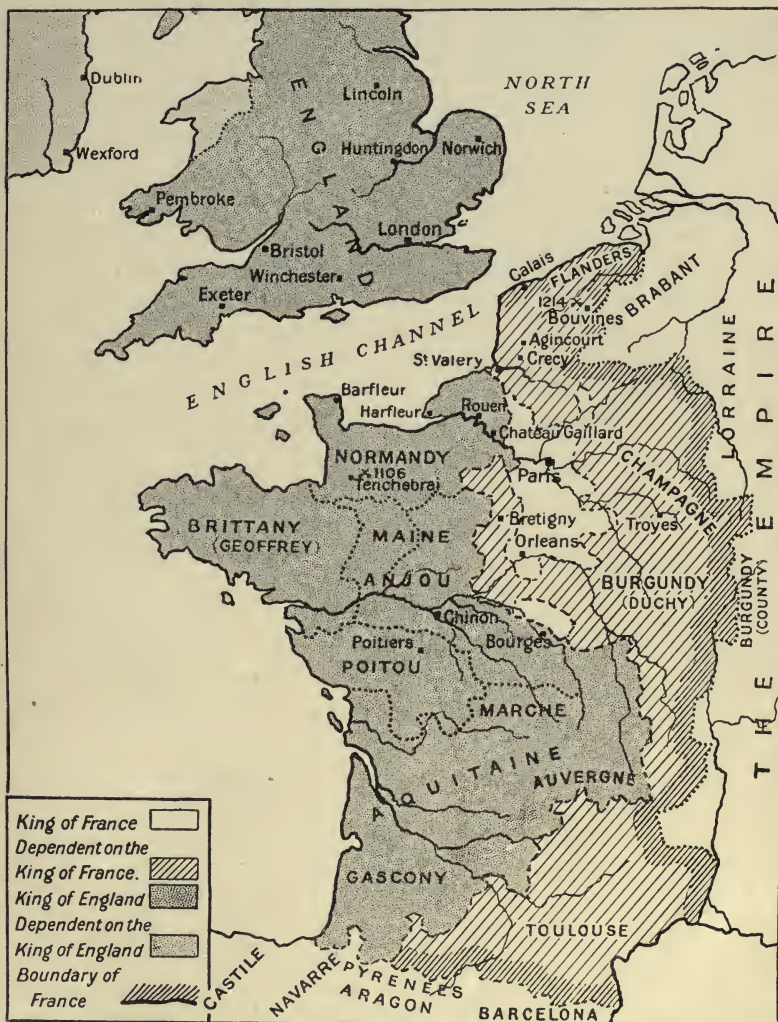 Dublin
Lincoln
NORTH
SEA
ENGLAND
Wexford
Huntingdon
Norwich
Pembroke
London
Bristol
Winchester
Exeter
Calais
FLANDERS
1214 x
Bouvines
BRABANT
Agincourt
Crecy
ENGLISH CHANNEL
St Valery
LORRAINE
THE EMPIRE
Barfleur
Harfleur
Rouen
Chateau Gaillard
NORMANDY
x 1106
Tenchebrai
Paris
CHAMPAGNE
BRITTANY
(GEOFFREY)
MAINE
Bretigny
Troyes
Orleans
ANJOU
BURGUNDY
(DUCHY)
BURGUNDY
(COUNTY)
Chinon
Bourges
Poitiers
POITOU
MARCHE
AQUITAINE
AUVERGNE
GASCONY
TOULOUSE
King of France
Dependent on the
King of France.
King of England
Dependent on the
King of England
Boundary of
France
CASTILE
NAVARRE
PYRENEES
ARAGON
BARCELONA